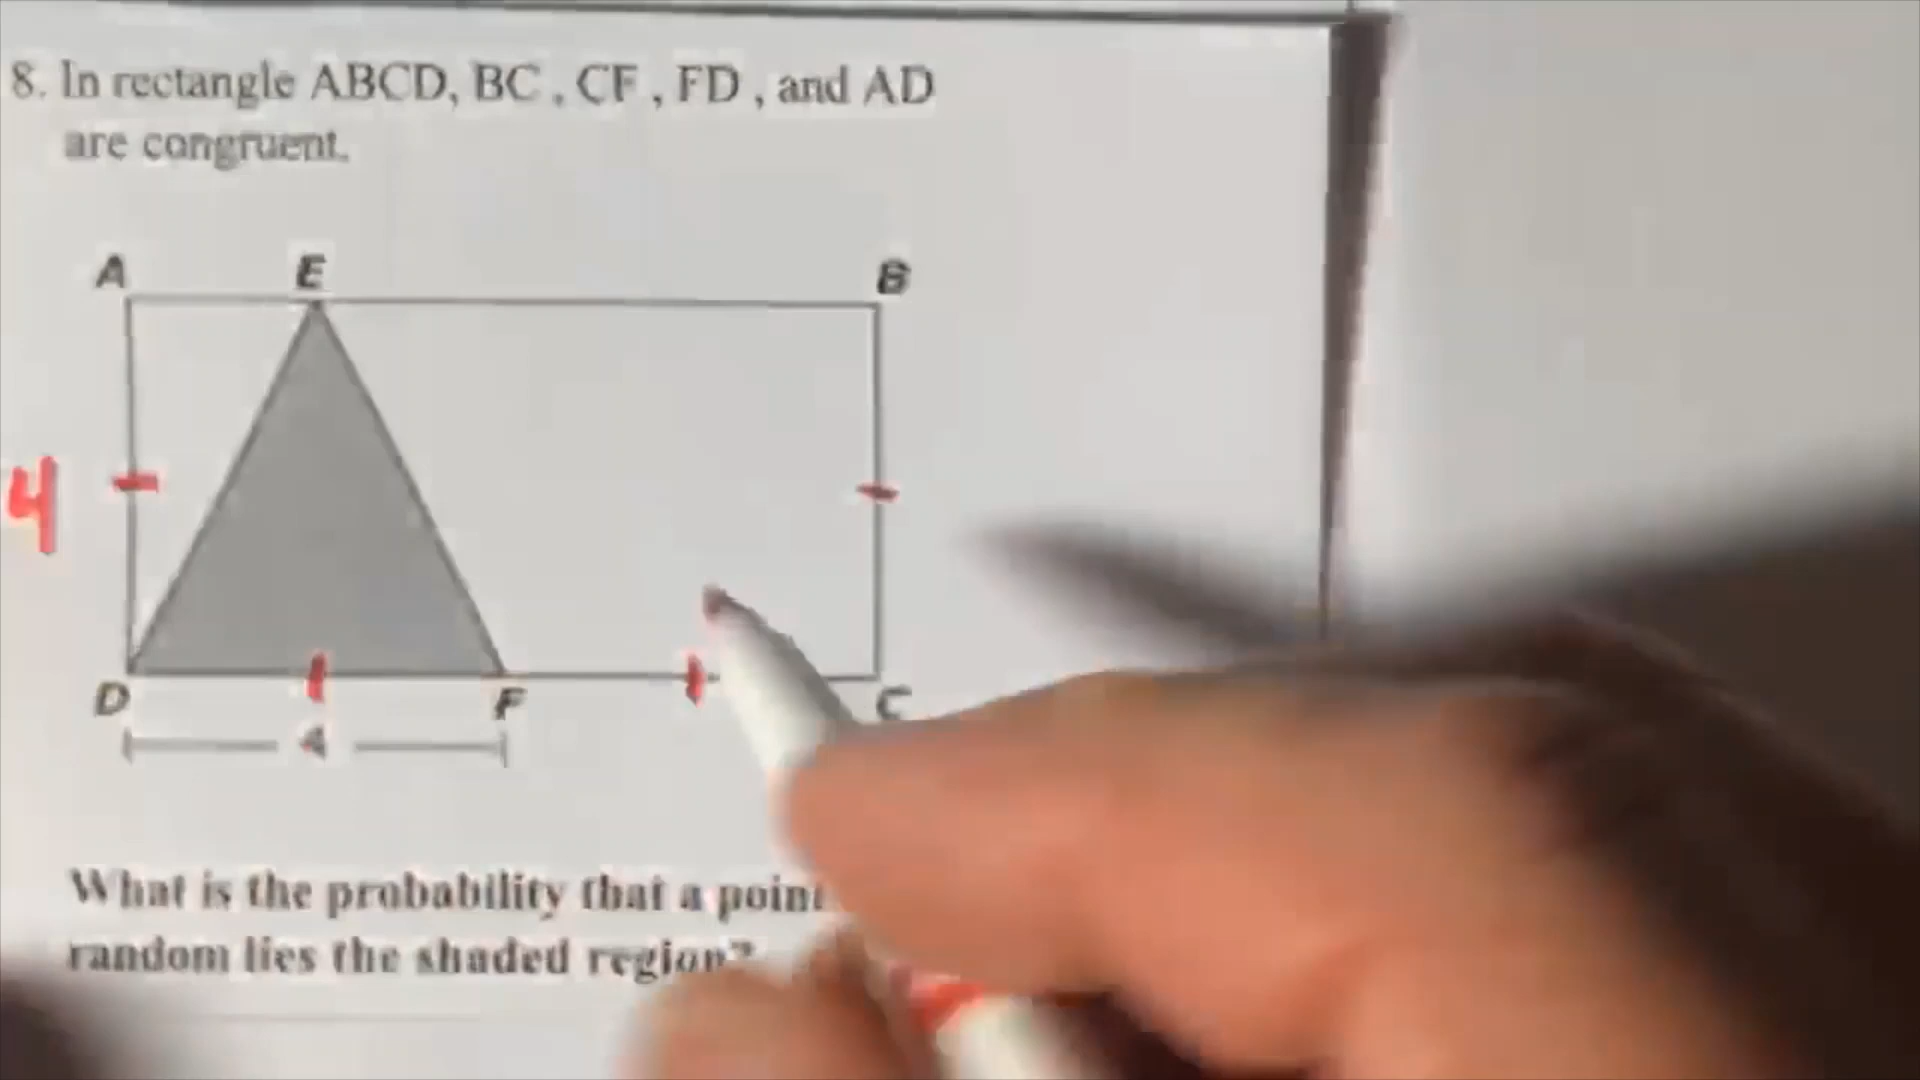 8. In rectangle ABCD, BC, CF, FD, and AD
are congruent.
A E B
4
D F C
4
What is the probability that a point
random lies the shaded region?